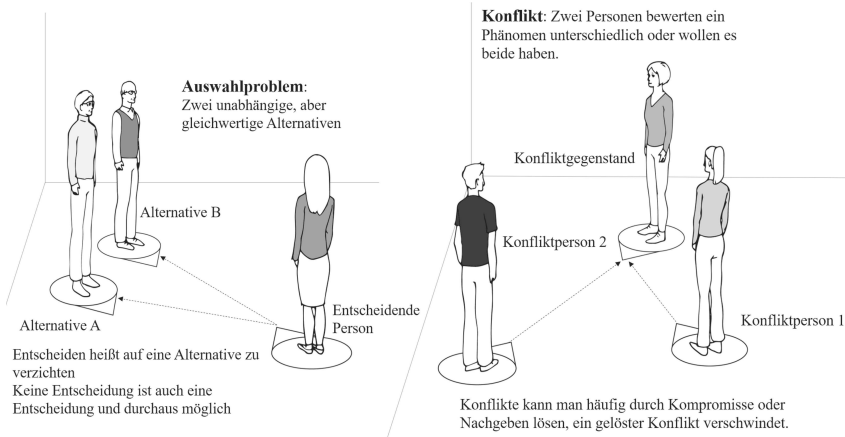 Auswahlproblem:
Zwei unabhängige, aber
gleichwertige Alternativen
Alternative B
Alternative A
Entscheidende
Person
Entscheiden heißt auf eine Alternative zu
verzichten
Keine Entscheidung ist auch eine
Entscheidung und durchaus möglich
Konflikt: Zwei Personen bewerten ein
Phänomen unterschiedlich oder wollen es
beide haben.
Konfliktgegenstand
Konfliktperson 2
Konfliktperson 1
Konflikte kann man häufig durch Kompromisse oder
Nachgeben lösen, ein gelöster Konflikt verschwindet.